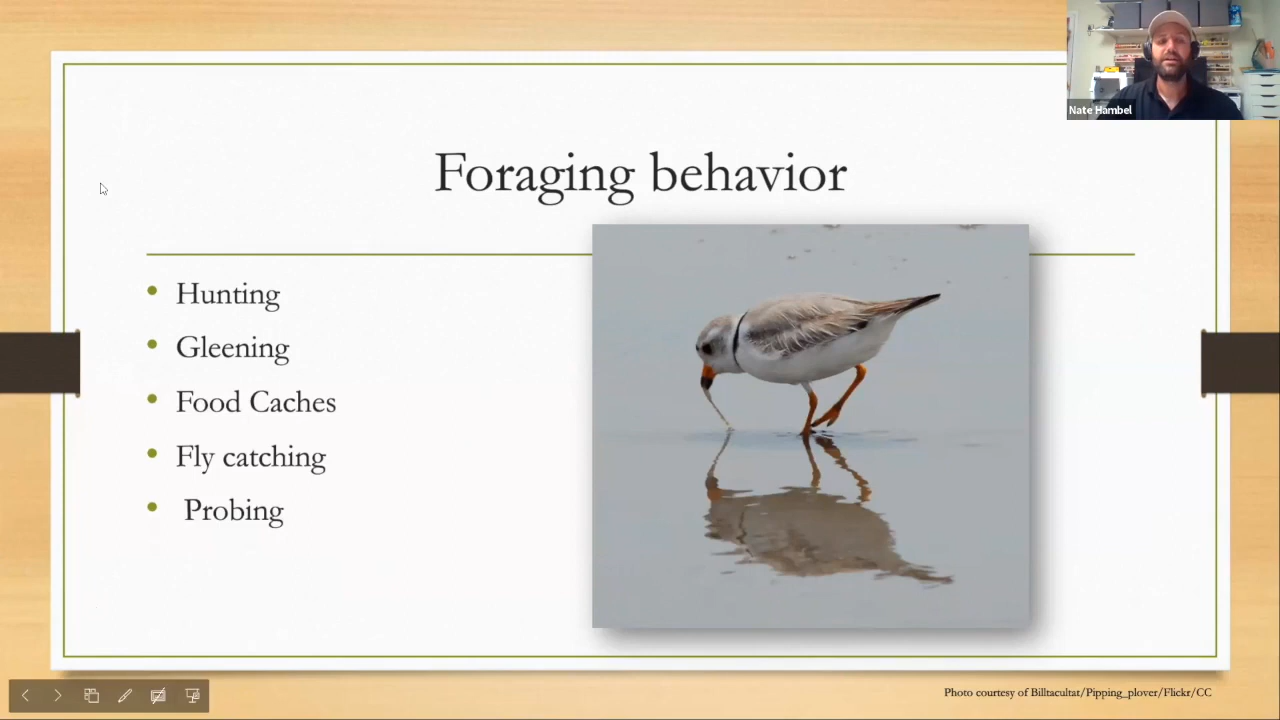 Nate Hambel
Foraging behavior
Hunting
Gleening
Food Caches
Fly catching
Probing
Photo courtesy of Billtacultat/Pipping_plover/Flickr/CC